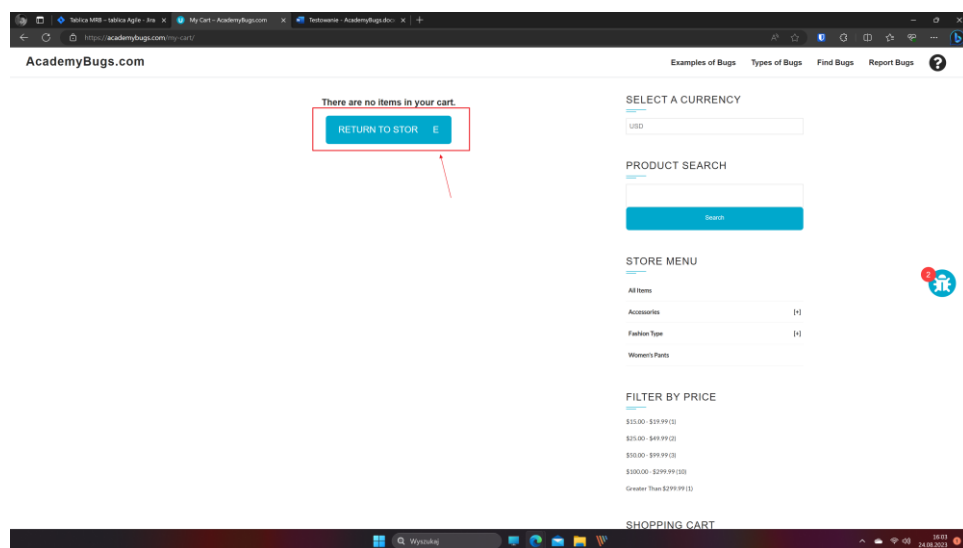 Tablica MRB – tablica Agile - Jira
My Cart – AcademyBugs.com
Testowanie - AcademyBugs.doc
https://academybugs.com/my-cart/
AcademyBugs.com
Examples of Bugs Types of Bugs Find Bugs Report Bugs
There are no items in your cart.
RETURN TO STOR E
SELECT A CURRENCY
USD
PRODUCT SEARCH
Search
STORE MENU
All Items
Accessories [+]
Fashion Type [+]
Women's Pants
2
FILTER BY PRICE
$15.00 - $19.99 (1)
$25.00 - $49.99 (2)
$50.00 - $99.99 (3)
$100.00 - $299.99 (10)
Greater Than $299.99 (1)
SHOPPING CART
Wyszukaj
16:03
24.08.2023